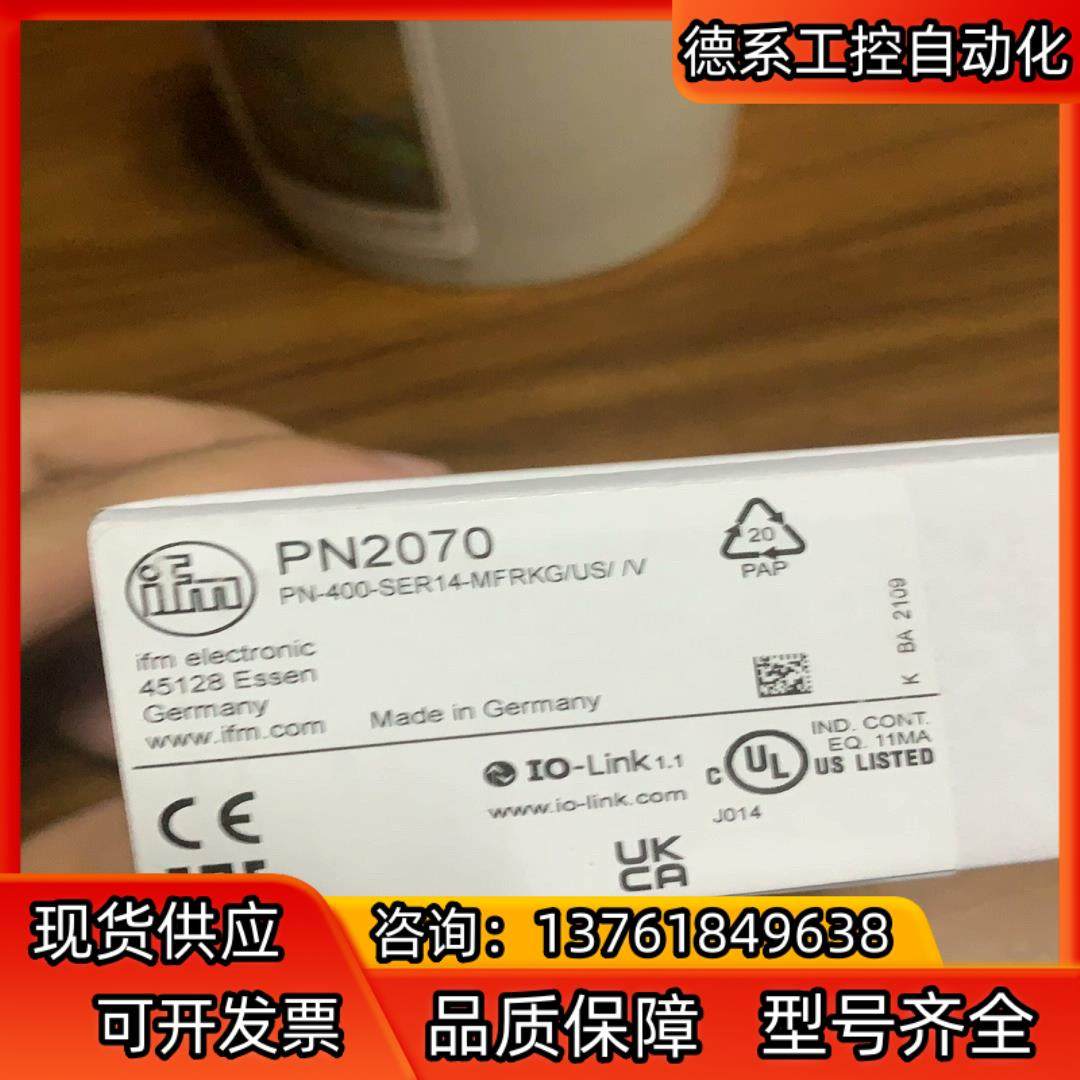 德系工控自动化
ifm
PN2070
PN-400-SER14-MFRKG/US/ /V
20
PAP
K BA 2109
ifm electronic
45128 Essen
Germany
www.ifm.com
Made in Germany
IO-Link 1.1
www.io-link.com
C UL US LISTED
IND. CONT.
EQ. 11MA
J014
CE
UK
CA
现货供应
咨询：13761849638
可开发票
品质保障
型号齐全